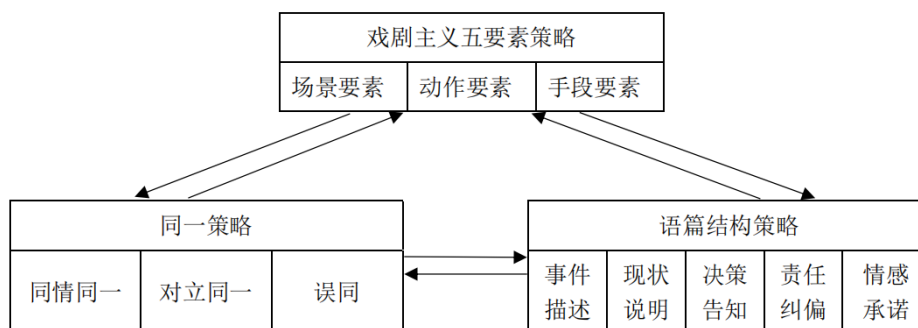 戏剧主义五要素策略
场景要素 动作要素 手段要素
同一策略
同情同一 对立同一 误同
语篇结构策略
事件 现状 决策 责任 情感
描述 说明 告知 纠偏 承诺